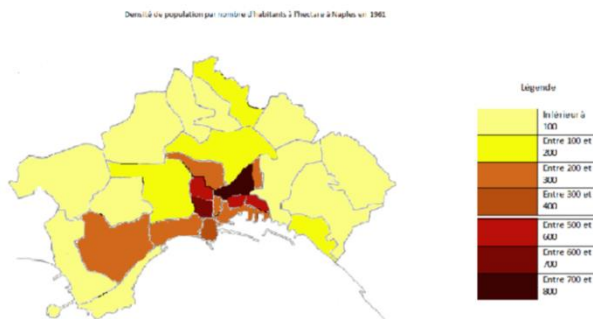 Densité de population par nombre d'habitants à l'hectare à Naples en 1961
Légende
Inférieur à
100
Entre 100 et
200
Entre 200 et
300
Entre 300 et
400
Entre 500 et
600
Entre 600 et
700
Entre 700 et
800